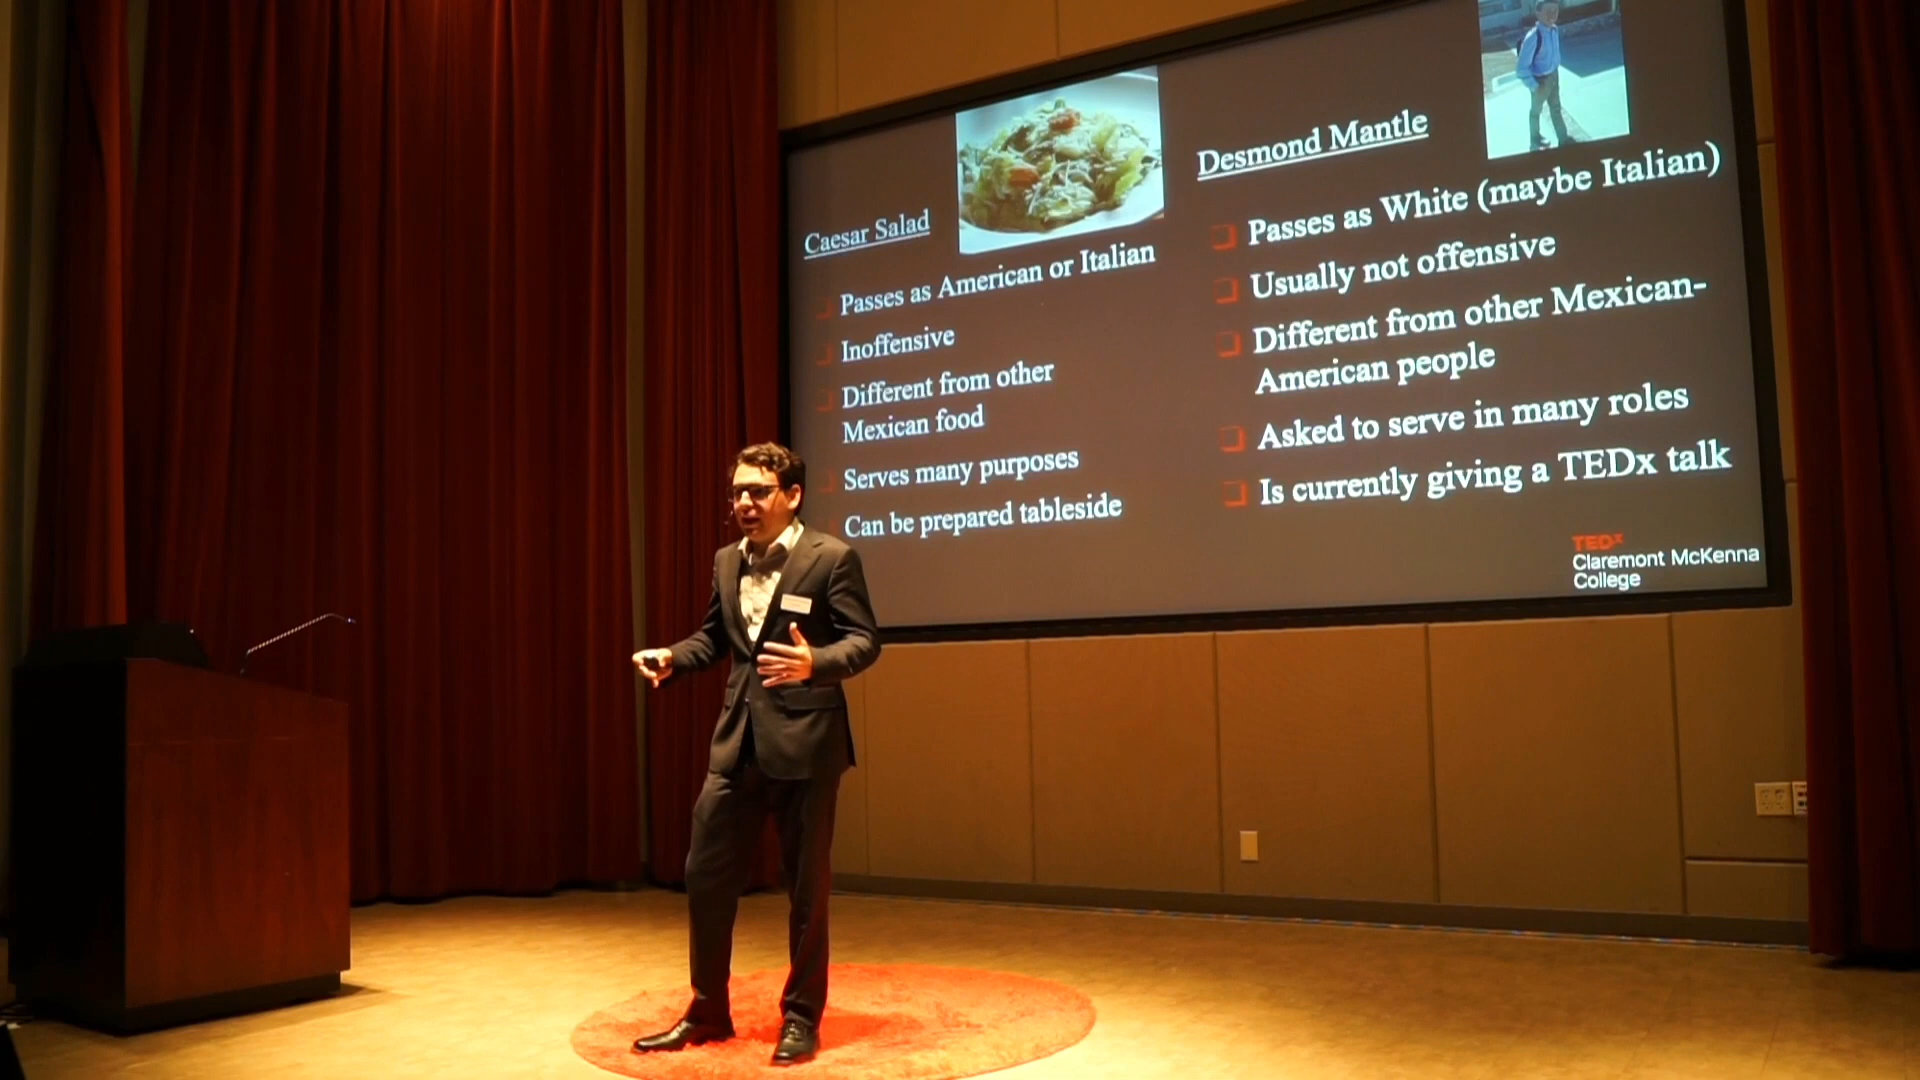 Caesar Salad
Passes as American or Italian
Inoffensive
Different from other
Mexican food
Serves many purposes
Can be prepared tableside
Desmond Mantle
Passes as White (maybe Italian)
Usually not offensive
Different from other Mexican-
American people
Asked to serve in many roles
Is currently giving a TEDx talk
TEDx
Claremont McKenna
College